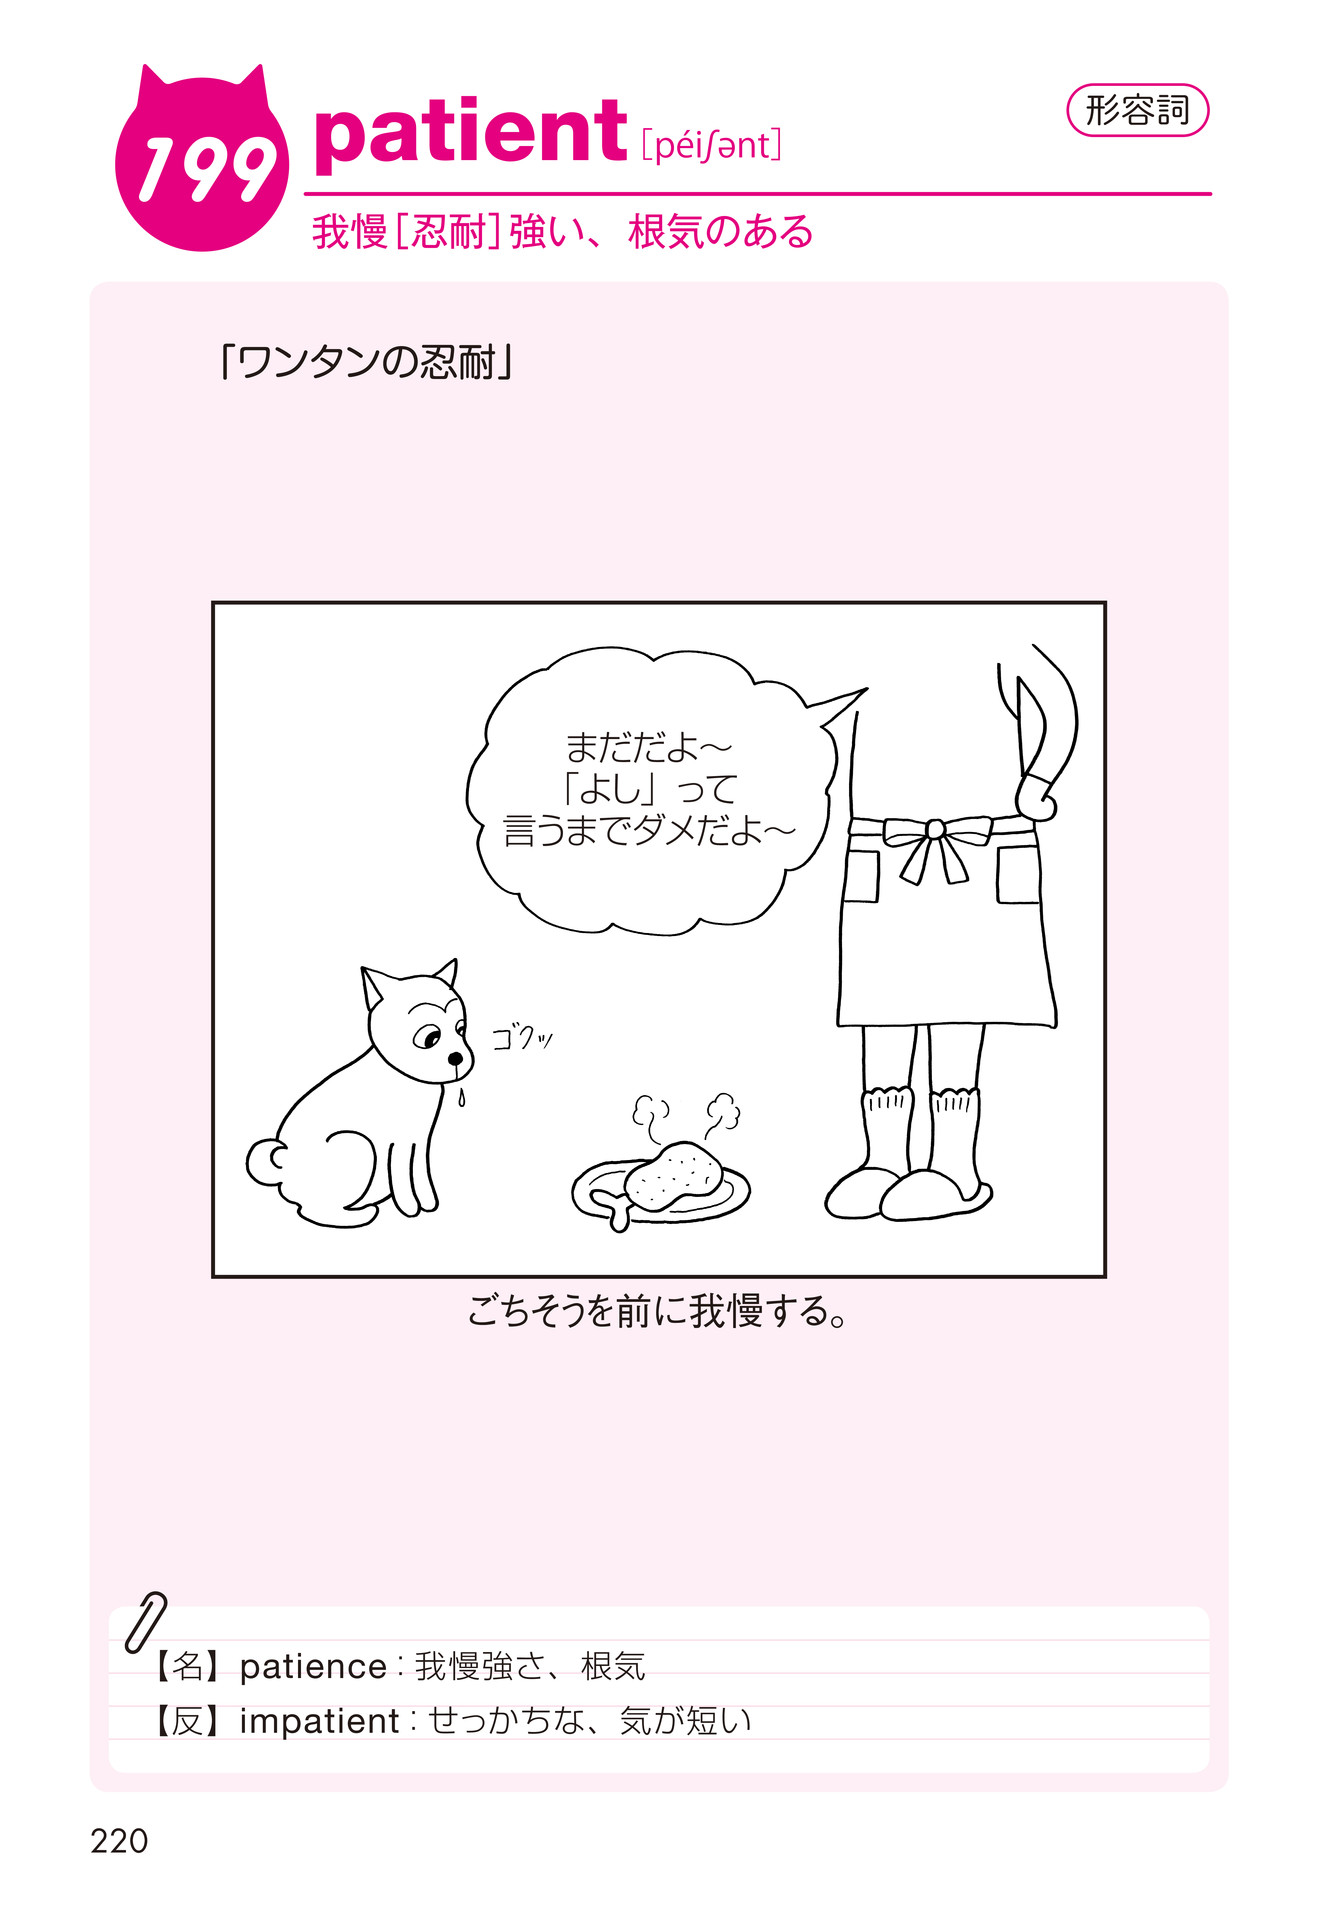 199
patient [péiʃənt]
形容詞
我慢[忍耐]強い、根気のある
「ワンタンの忍耐」
まだだよ〜
「よし」って
言うまでダメだよ〜
ゴクッ
ごちそうを前に我慢する。
【名】patience：我慢強さ、根気
【反】impatient：せっかちな、気が短い
220